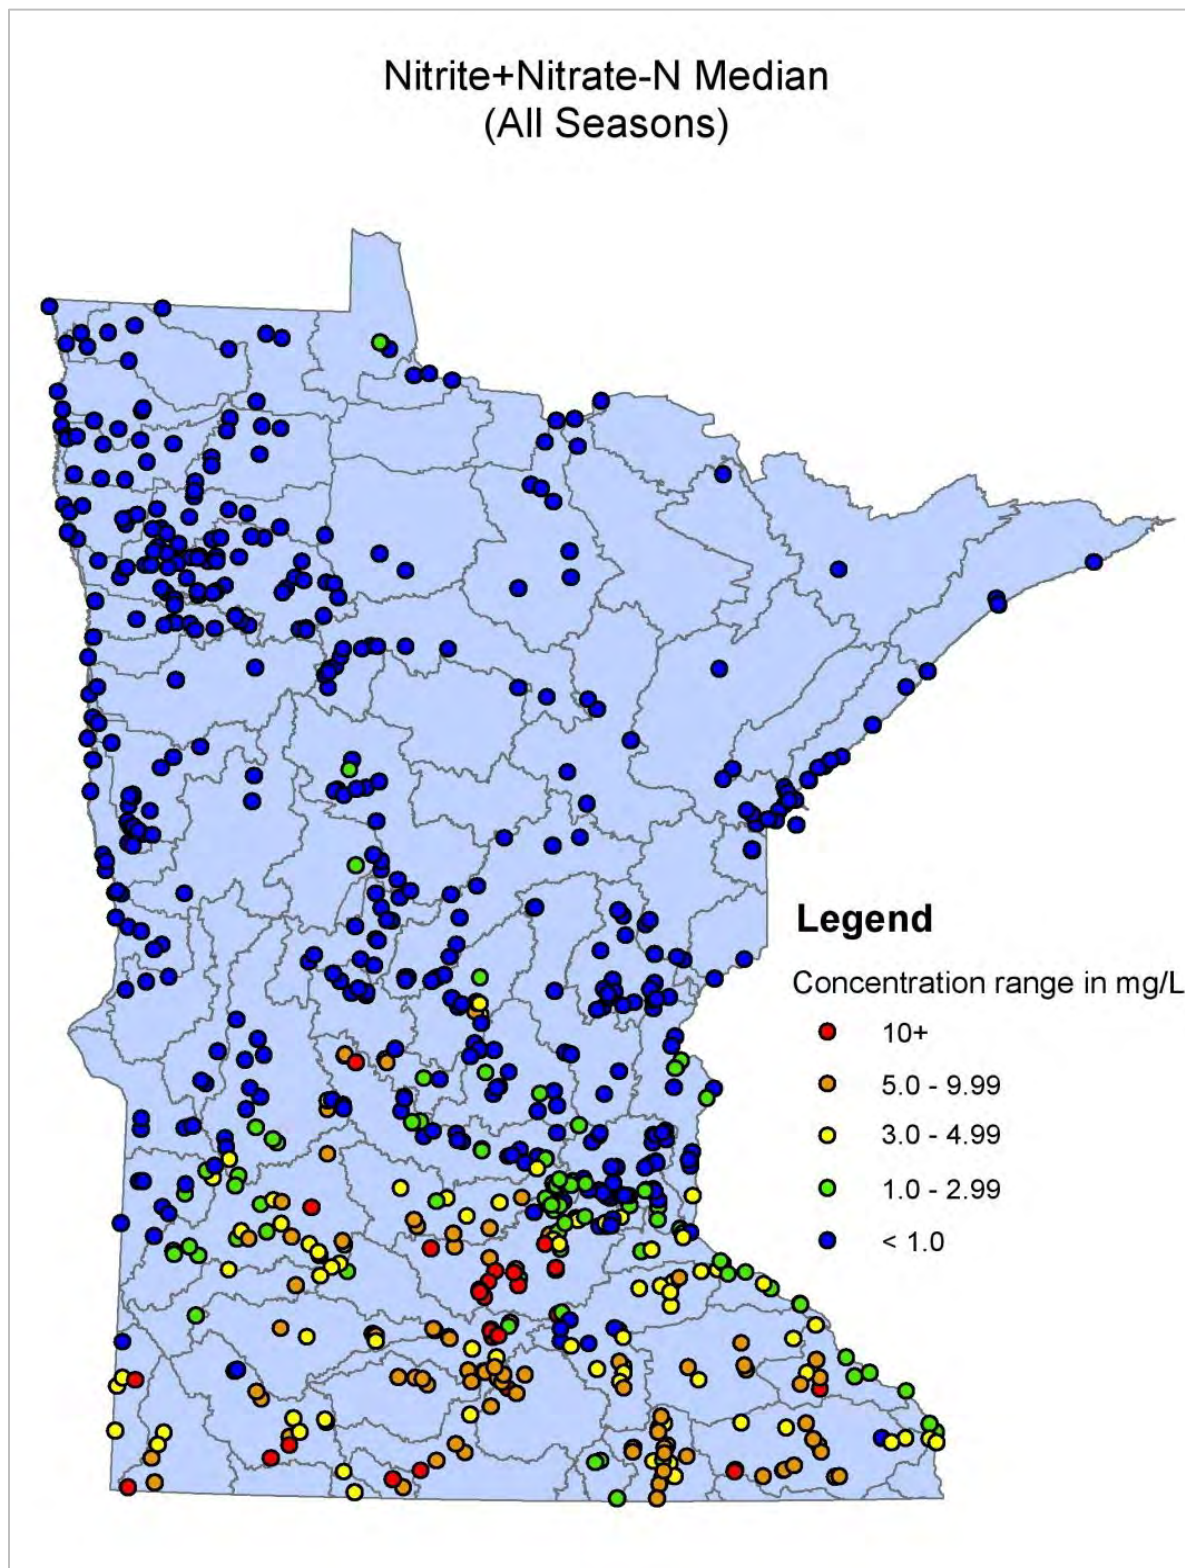 Nitrite+Nitrate-N Median
(All Seasons)
Legend
Concentration range in mg/L
10+
5.0 - 9.99
3.0 - 4.99
1.0 - 2.99
< 1.0